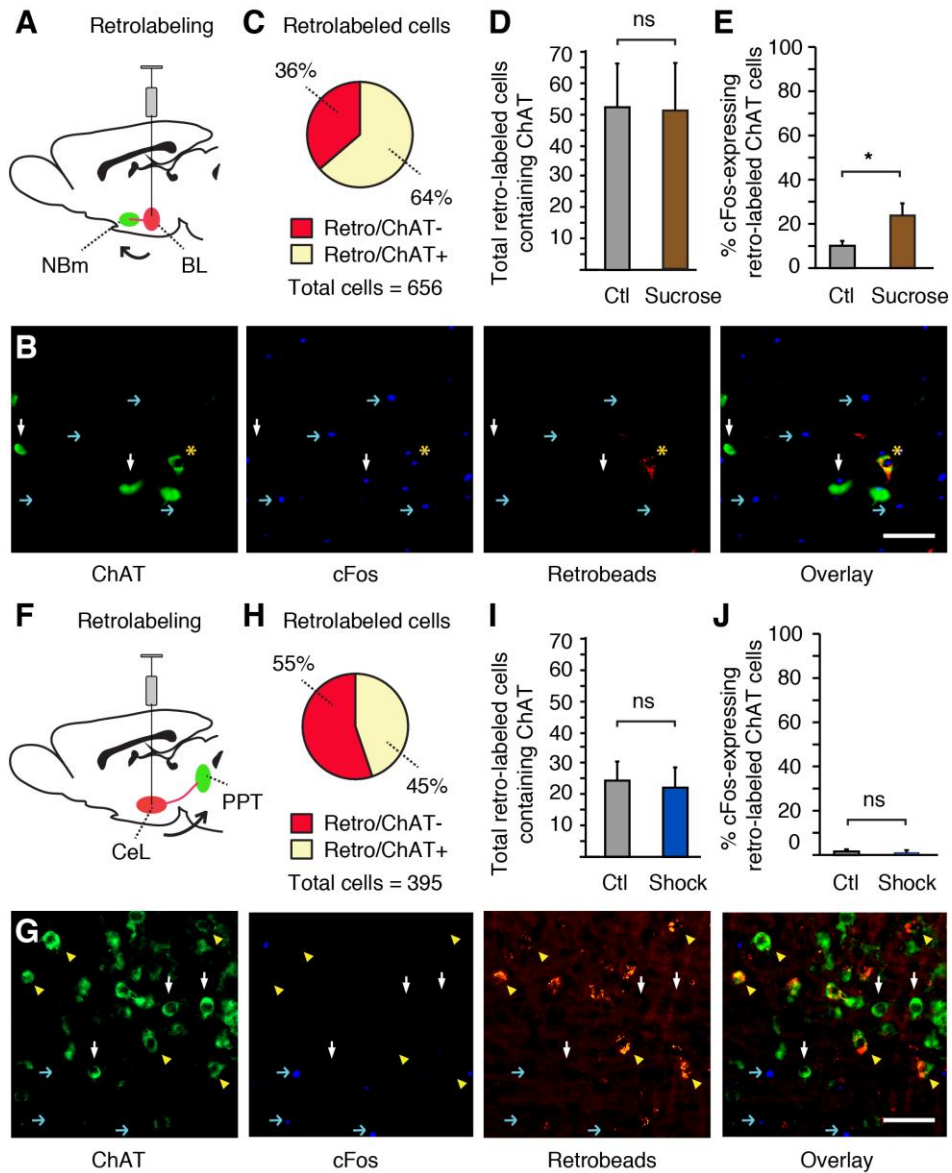 A
Retrolabeling
NBm
BL
C
Retrolabeled cells
36%
64%
Retro/ChAT-
Retro/ChAT+
Total cells = 656
D
Total retro-labeled cells
containing ChAT
70
60
50
40
30
20
10
ns
Ctl
Sucrose
E
% cFos-expressing
retro-labeled ChAT cells
100
80
60
40
20
0
*
Ctl
Sucrose
B
*
*
*
*
ChAT
cFos
Retrobeads
Overlay
F
Retrolabeling
PPT
CeL
H
Retrolabeled cells
55%
45%
Retro/ChAT-
Retro/ChAT+
Total cells = 395
I
Total retro-labeled cells
containing ChAT
70
60
50
40
30
20
10
ns
Ctl
Shock
J
% cFos-expressing
retro-labeled ChAT cells
100
80
60
40
20
0
ns
Ctl
Shock
G
ChAT
cFos
Retrobeads
Overlay